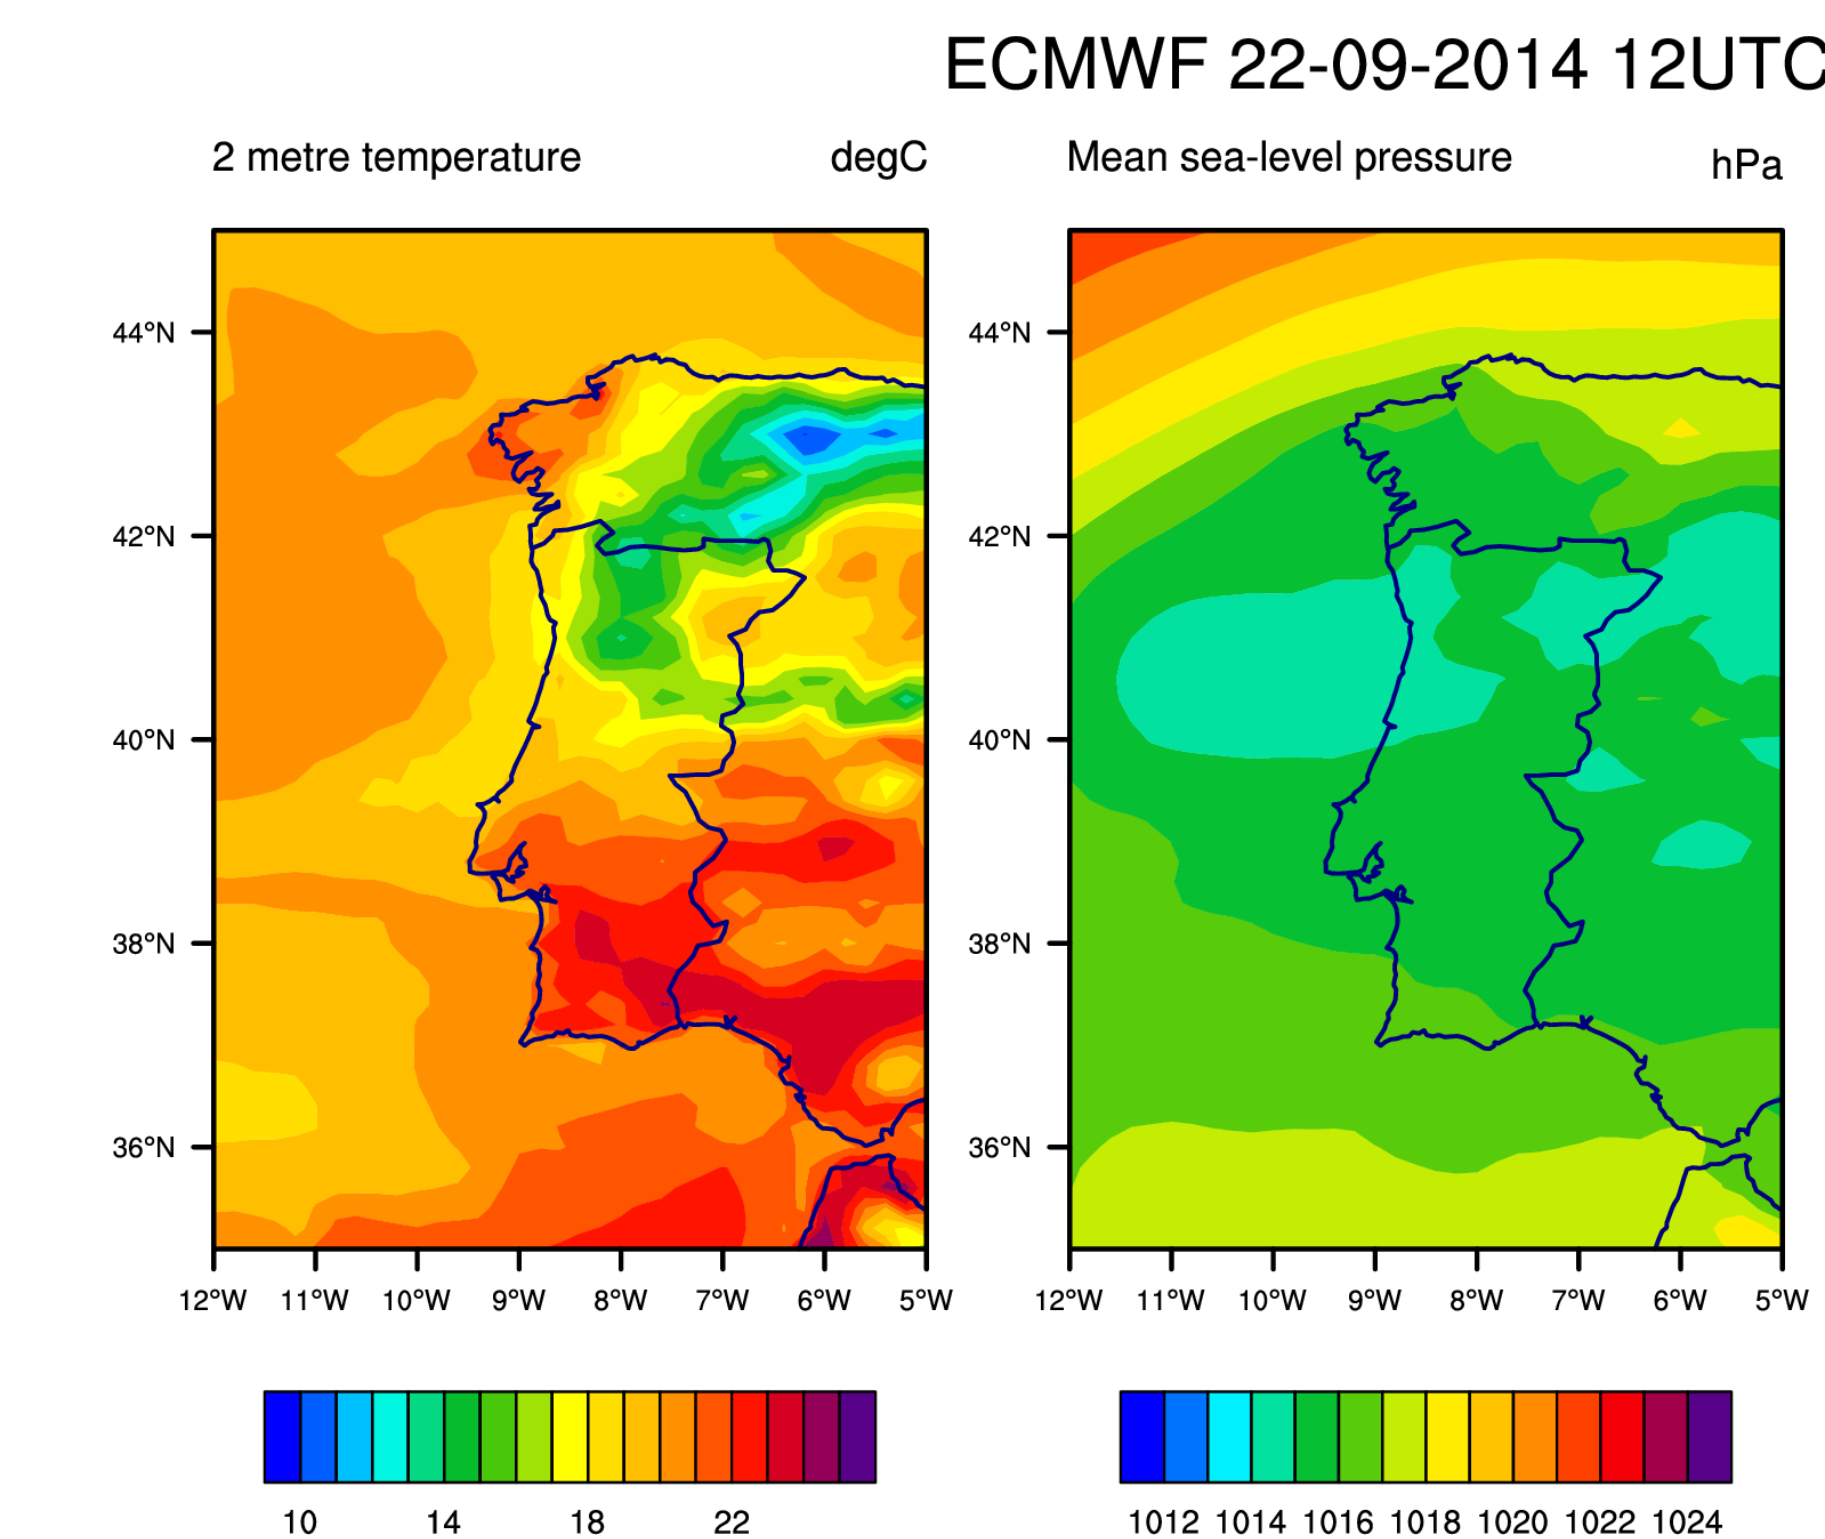 ECMWF 22-09-2014 12UTC
2 metre temperature degC Mean sea-level pressure hPa
44°N 44°N
42°N 42°N
40°N 40°N
38°N 38°N
36°N 36°N
12°W 11°W 10°W 9°W 8°W 7°W 6°W 5°W 12°W 11°W 10°W 9°W 8°W 7°W 6°W 5°W
10 14 18 22 1012 1014 1016 1018 1020 1022 1024